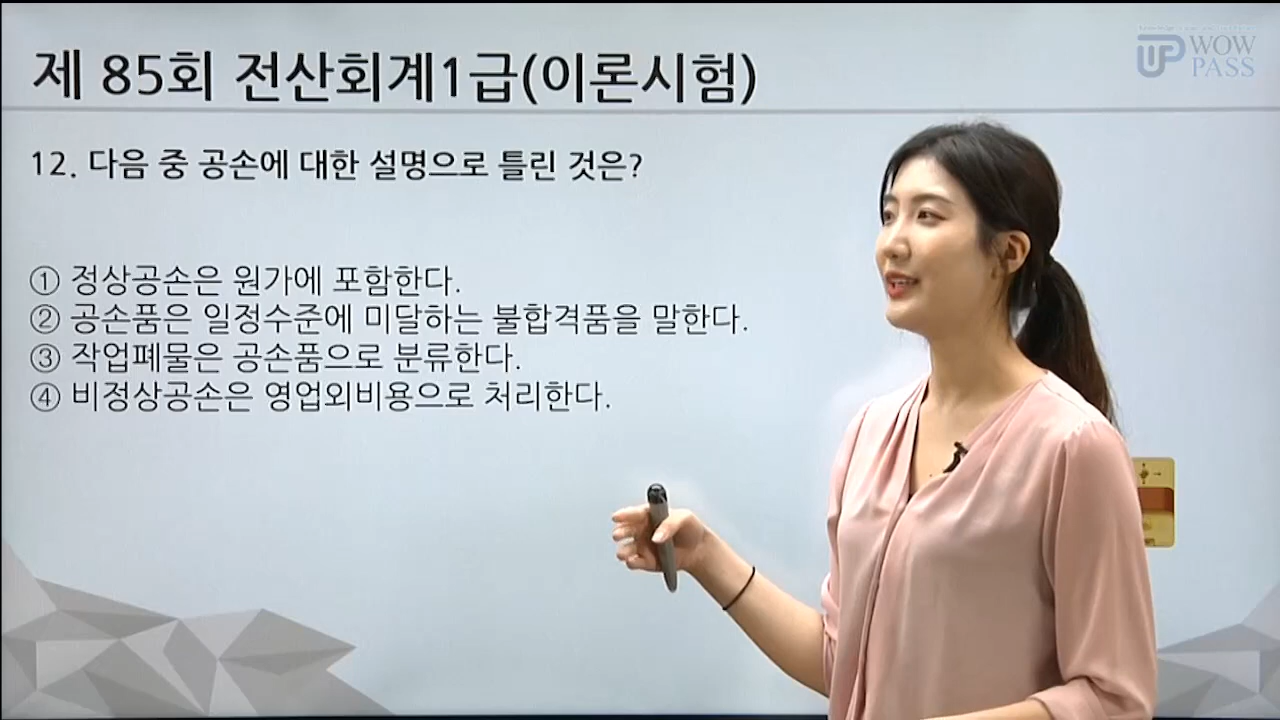 제 85회 전산회계1급(이론시험)
UP WOW PASS
12. 다음 중 공손에 대한 설명으로 틀린 것은?
① 정상공손은 원가에 포함한다.
② 공손품은 일정수준에 미달하는 불합격품을 말한다.
③ 작업폐물은 공손품으로 분류한다.
④ 비정상공손은 영업외비용으로 처리한다.